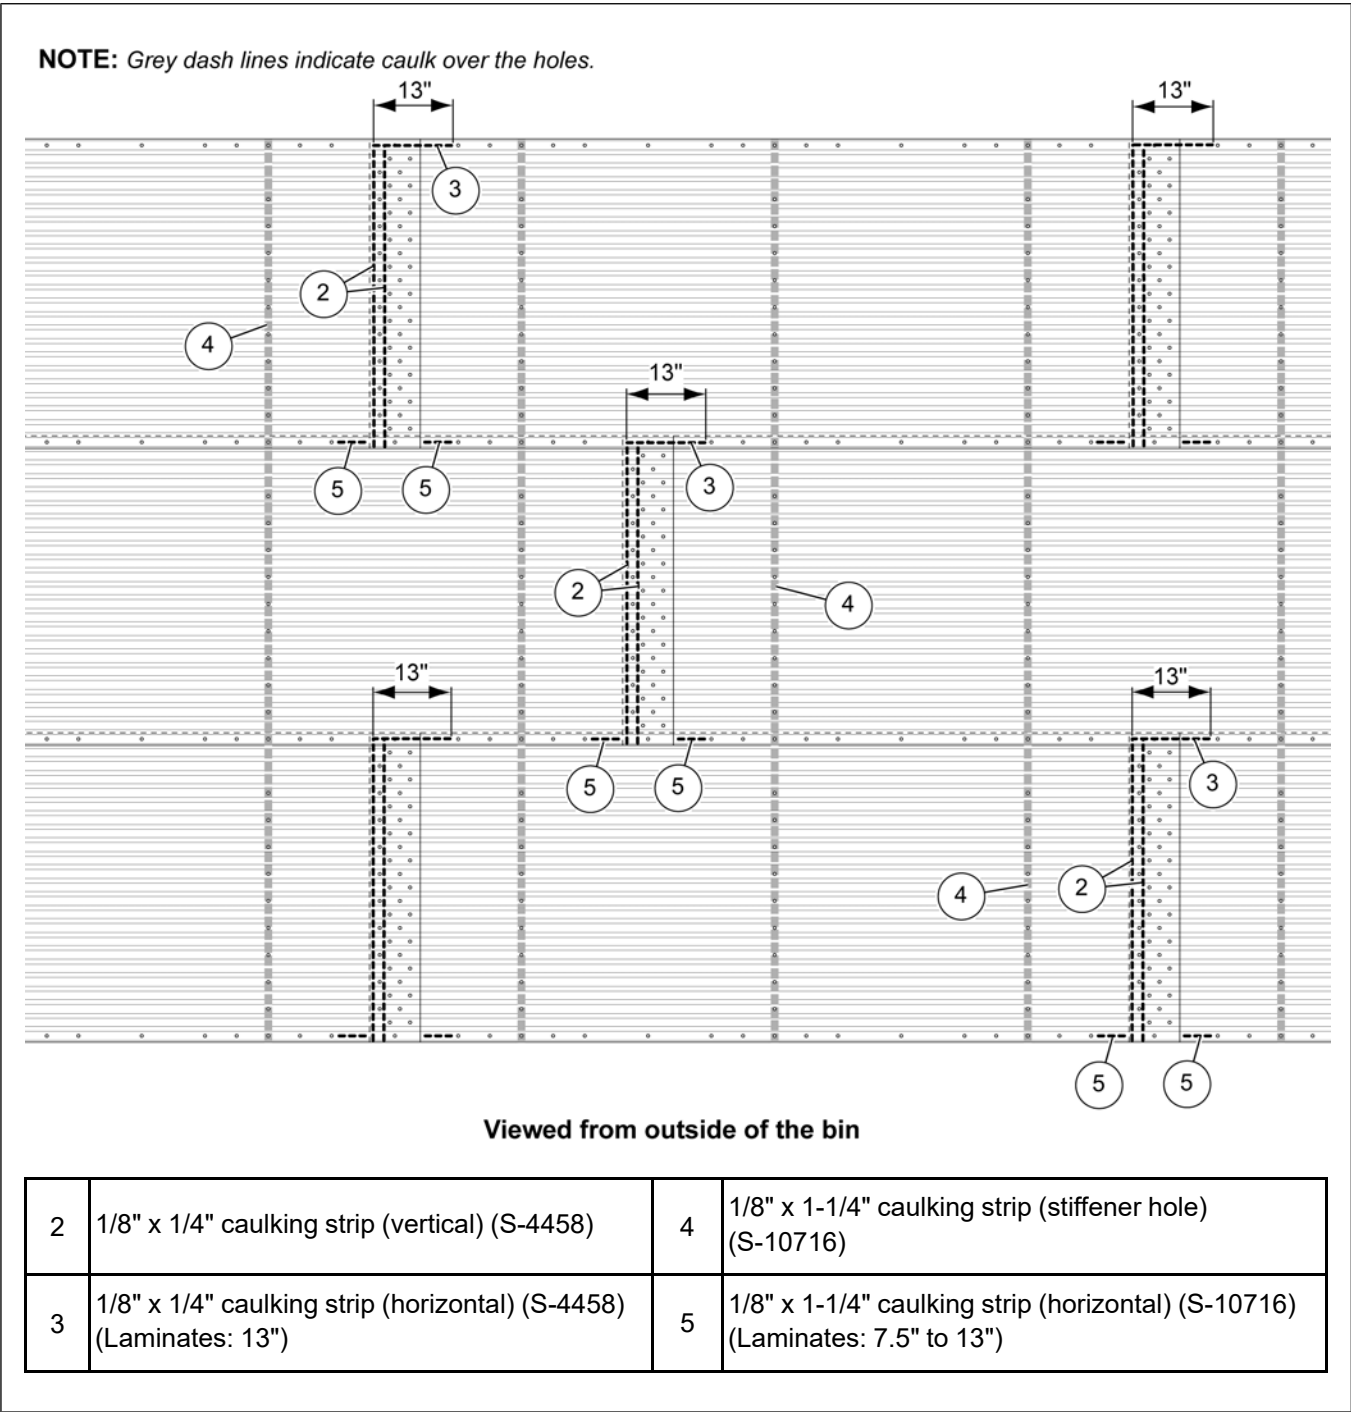 NOTE: Grey dash lines indicate caulk over the holes.
13"
13"
3
2
4
13"
5
5
3
2
4
13"
13"
5
5
3
4
2
5
5
Viewed from outside of the bin
2
1/8" x 1/4" caulking strip (vertical) (S-4458)
4
1/8" x 1-1/4" caulking strip (stiffener hole)
(S-10716)
3
1/8" x 1/4" caulking strip (horizontal) (S-4458)
(Laminates: 13")
5
1/8" x 1-1/4" caulking strip (horizontal) (S-10716)
(Laminates: 7.5" to 13")